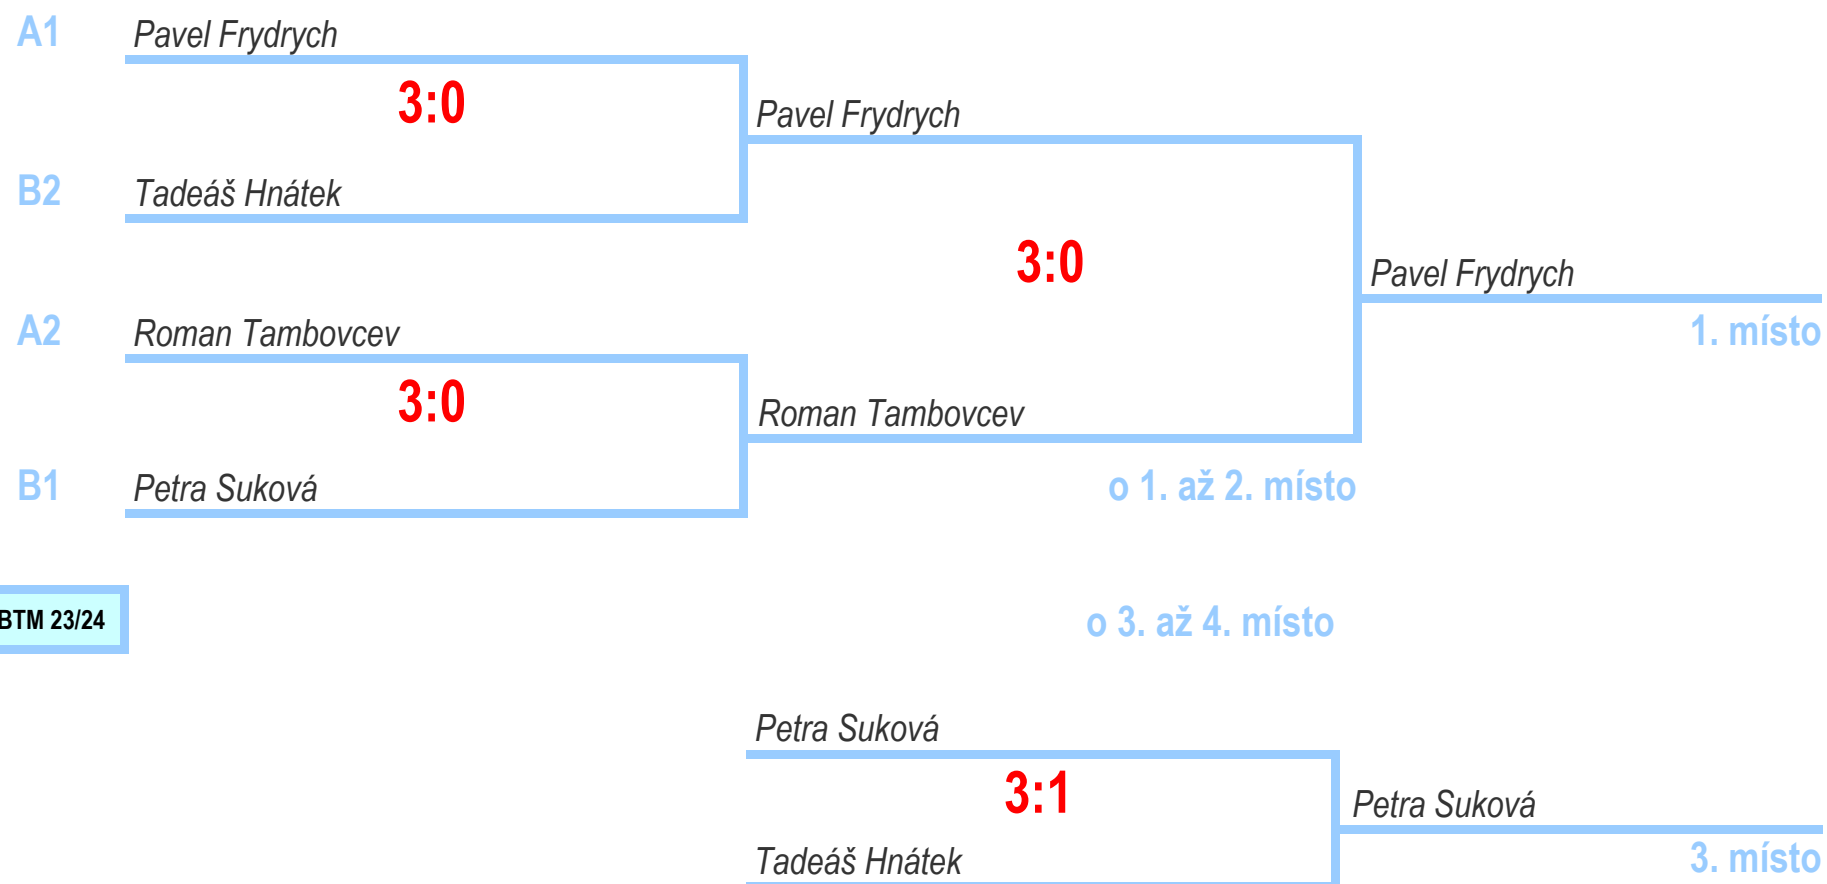 A1 Pavel Frydrych
3:0
Pavel Frydrych
B2 Tadeáš Hnátek
3:0
Pavel Frydrych
A2 Roman Tambovcev
1. místo
3:0
Roman Tambovcev
B1 Petra Suková
o 1. až 2. místo
BTM 23/24
o 3. až 4. místo
Petra Suková
3:1
Petra Suková
Tadeáš Hnátek
3. místo